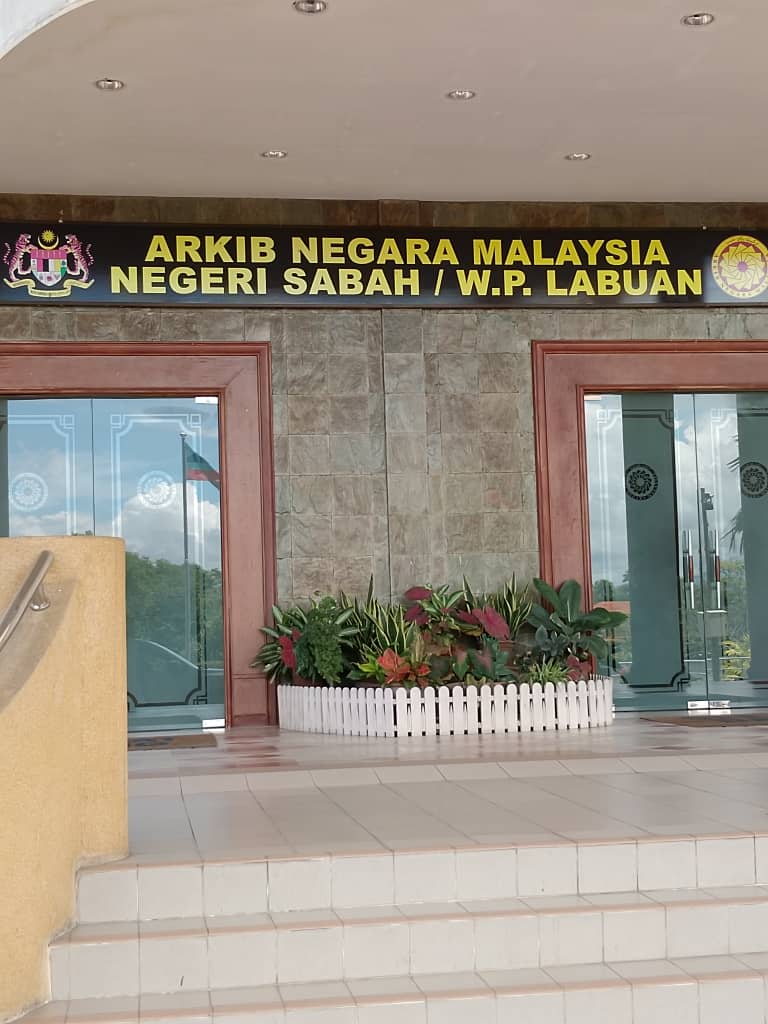 ARKIB NEGARA MALAYSIA
NEGERI SABAH / W.P. LABUAN